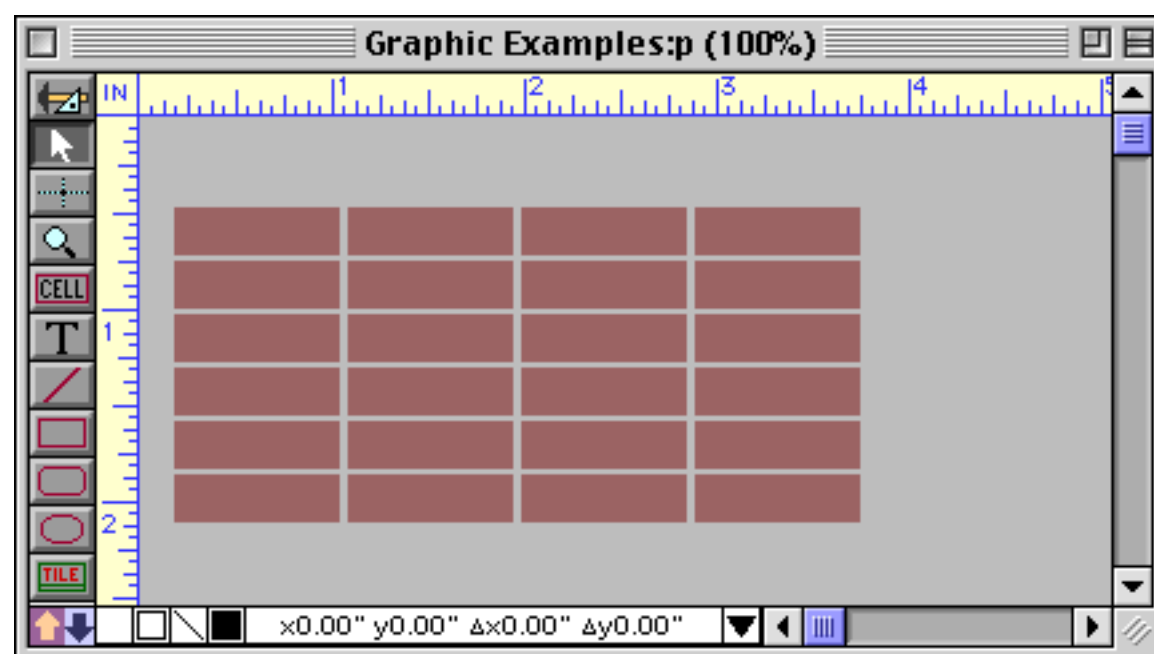 Graphic Examples:p (100%)
IN
1 2 3 4 5
CELL
T
1
2
TILE
x0.00" y0.00" Δx0.00" Δy0.00"